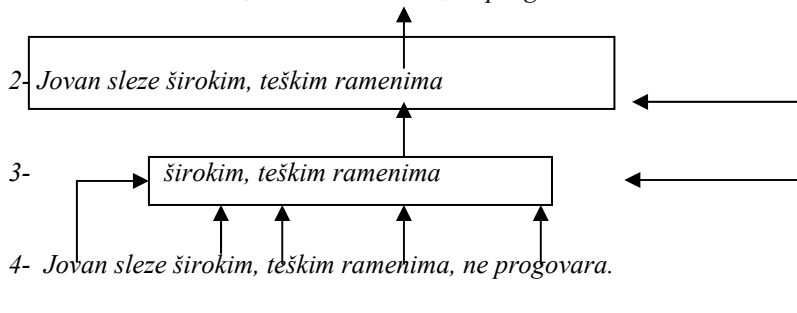 2- Jovan sleze širokim, teškim ramenima
3- širokim, teškim ramenima
4- Jovan sleze širokim, teškim ramenima, ne progovara.